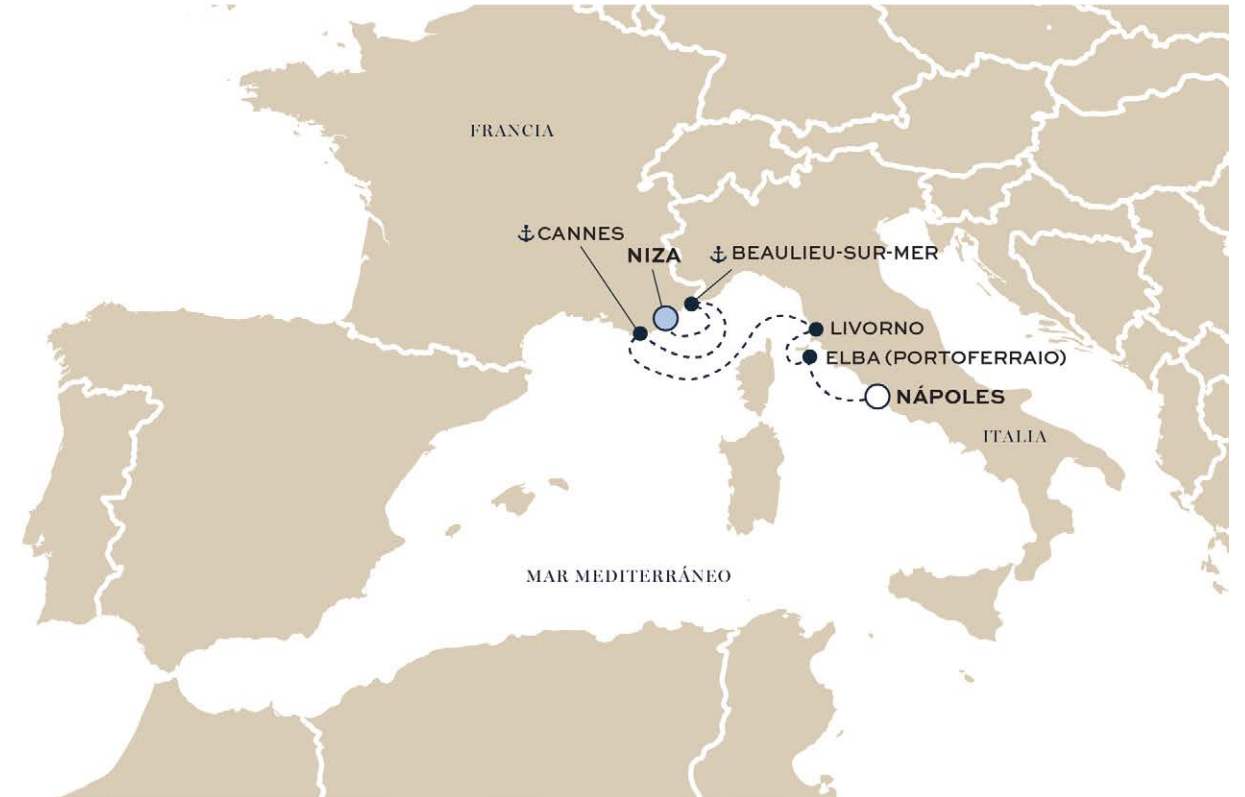 FRANCIA
CANNES
NIZA
BEAULIEU-SUR-MER
LIVORNO
ELBA (PORTOFERRAIO)
NÁPOLES
ITALIA
MAR MEDITERRÁNEO